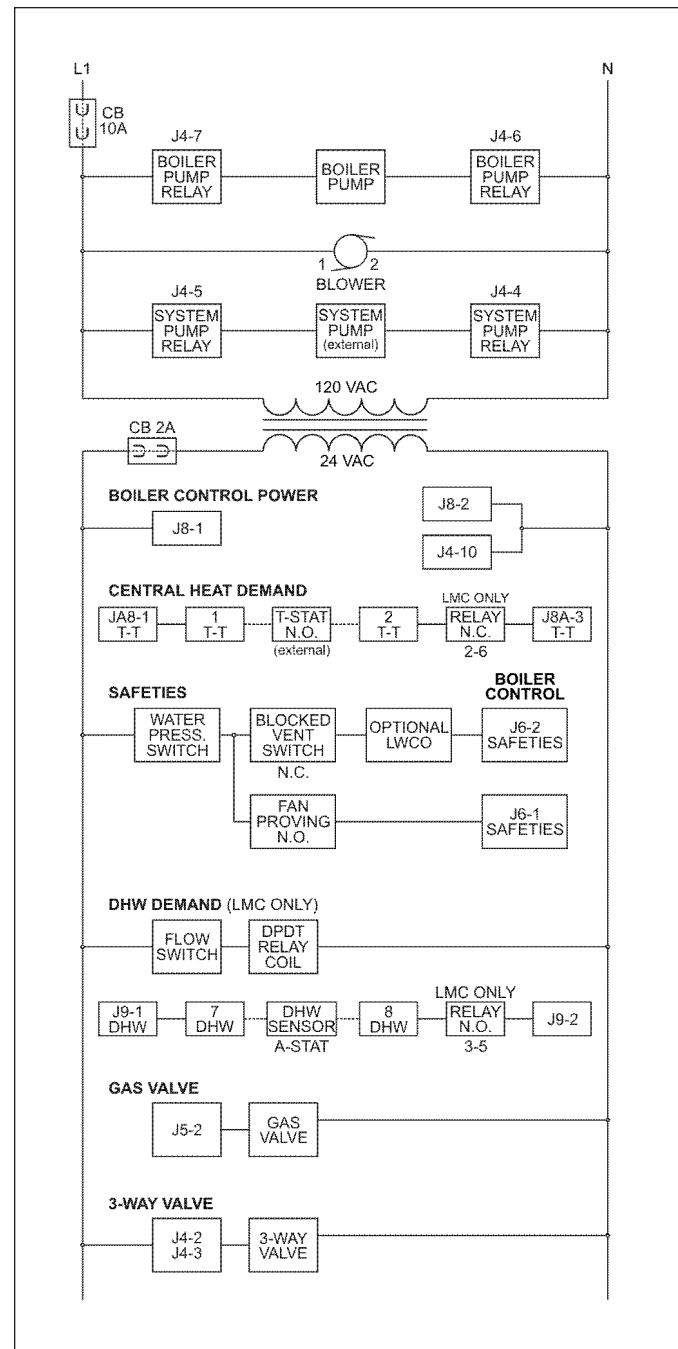 L1
N
CB
10A
J4-7
J4-6
BOILER
PUMP
RELAY
BOILER
PUMP
BOILER
PUMP
RELAY
1
2
BLOWER
J4-5
J4-4
SYSTEM
PUMP
RELAY
SYSTEM
PUMP
(external)
SYSTEM
PUMP
RELAY
120 VAC
CB 2A
24 VAC
BOILER CONTROL POWER
J8-1
J8-2
J4-10
CENTRAL HEAT DEMAND
LMC ONLY
JA8-1
T-T
1
T-T
T-STAT
N.O.
(external)
2
T-T
RELAY
N.C.
2-6
J8A-3
T-T
SAFETIES
BOILER
CONTROL
WATER
PRESS.
SWITCH
BLOCKED
VENT
SWITCH
N.C.
OPTIONAL
LWCO
J6-2
SAFETIES
FAN
PROVING
N.O.
J6-1
SAFETIES
DHW DEMAND (LMC ONLY)
FLOW
SWITCH
DPDT
RELAY
COIL
LMC ONLY
J9-1
DHW
7
DHW
DHW
SENSOR
A-STAT
8
DHW
RELAY
N.O.
3-5
J9-2
GAS VALVE
J5-2
GAS
VALVE
3-WAY VALVE
J4-2
J4-3
3-WAY
VALVE